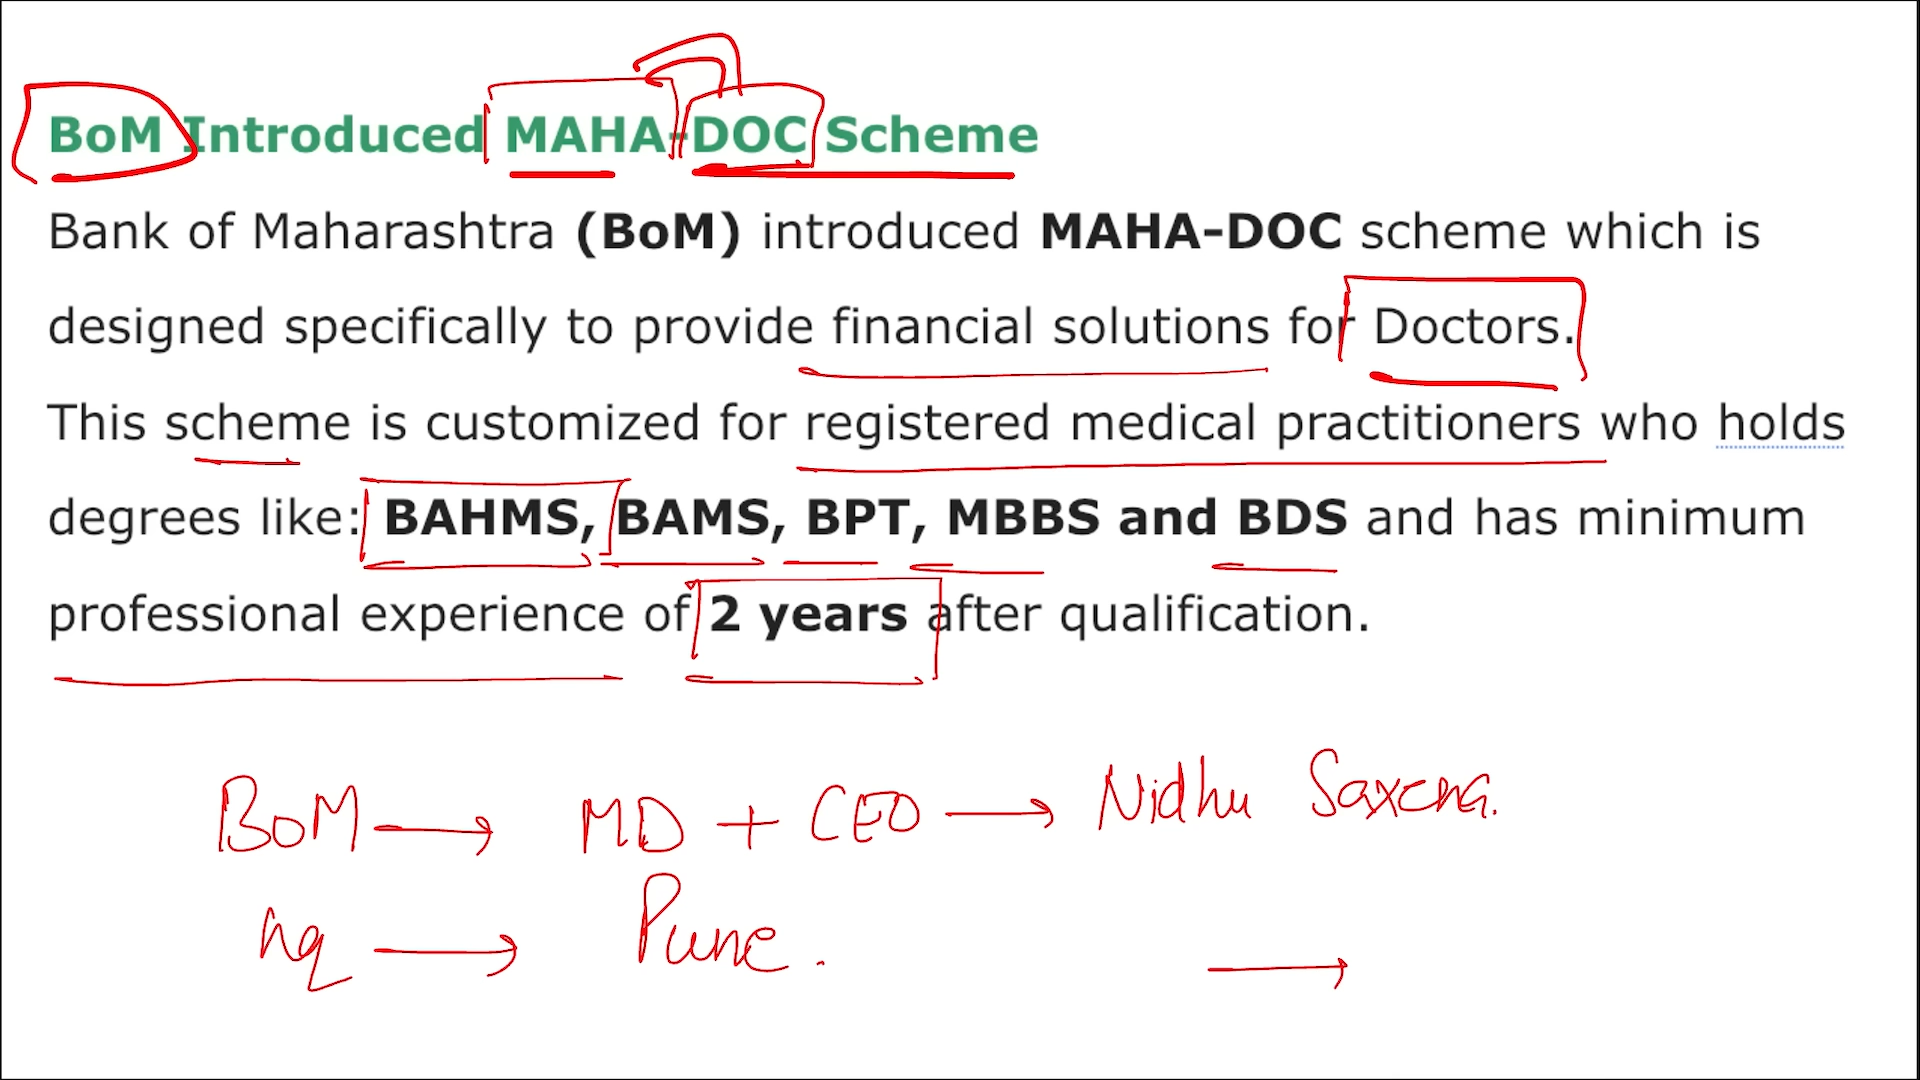 BoM Introduced MAHA-DOC Scheme
Bank of Maharashtra (BoM) introduced MAHA-DOC scheme which is
designed specifically to provide financial solutions for Doctors.
This scheme is customized for registered medical practitioners who holds
degrees like: BAHMS, BAMS, BPT, MBBS and BDS and has minimum
professional experience of 2 years after qualification.
BoM → MD + CEO → Nidhu Saxena.
hq → Pune.
→